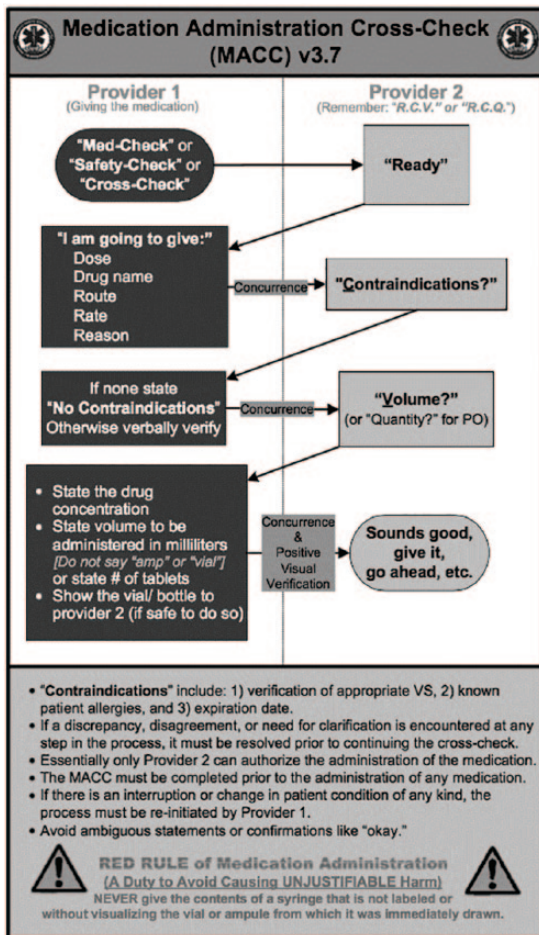 Medication Administration Cross-Check
(MACC) v3.7
Provider 1
(Giving the medication)
Provider 2
(Remember: "R.C.V." or "R.C.Q.")
"Med-Check" or
"Safety-Check" or
"Cross-Check"
"Ready"
"I am going to give:"
Dose
Drug name
Route
Rate
Reason
Concurrence
"Contraindications?"
If none state
"No Contraindications"
Otherwise verbally verify
Concurrence
"Volume?"
(or "Quantity?" for PO)
• State the drug
concentration
• State volume to be
administered in milliliters
[Do not say "amp" or "vial"]
or state # of tablets
• Show the vial/ bottle to
provider 2 (if safe to do so)
Concurrence
&
Positive
Visual
Verification
Sounds good,
give it,
go ahead, etc.
• "Contraindications" include: 1) verification of appropriate VS, 2) known
patient allergies, and 3) expiration date.
• If a discrepancy, disagreement, or need for clarification is encountered at any
step in the process, it must be resolved prior to continuing the cross-check.
• Essentially only Provider 2 can authorize the administration of the medication.
• The MACC must be completed prior to the administration of any medication.
• If there is an interruption or change in patient condition of any kind, the
process must be re-initiated by Provider 1.
• Avoid ambiguous statements or confirmations like "okay."
RED RULE of Medication Administration
(A Duty to Avoid Causing UNJUSTIFIABLE Harm)
NEVER give the contents of a syringe that is not labeled or
without visualizing the vial or ampule from which it was immediately drawn.